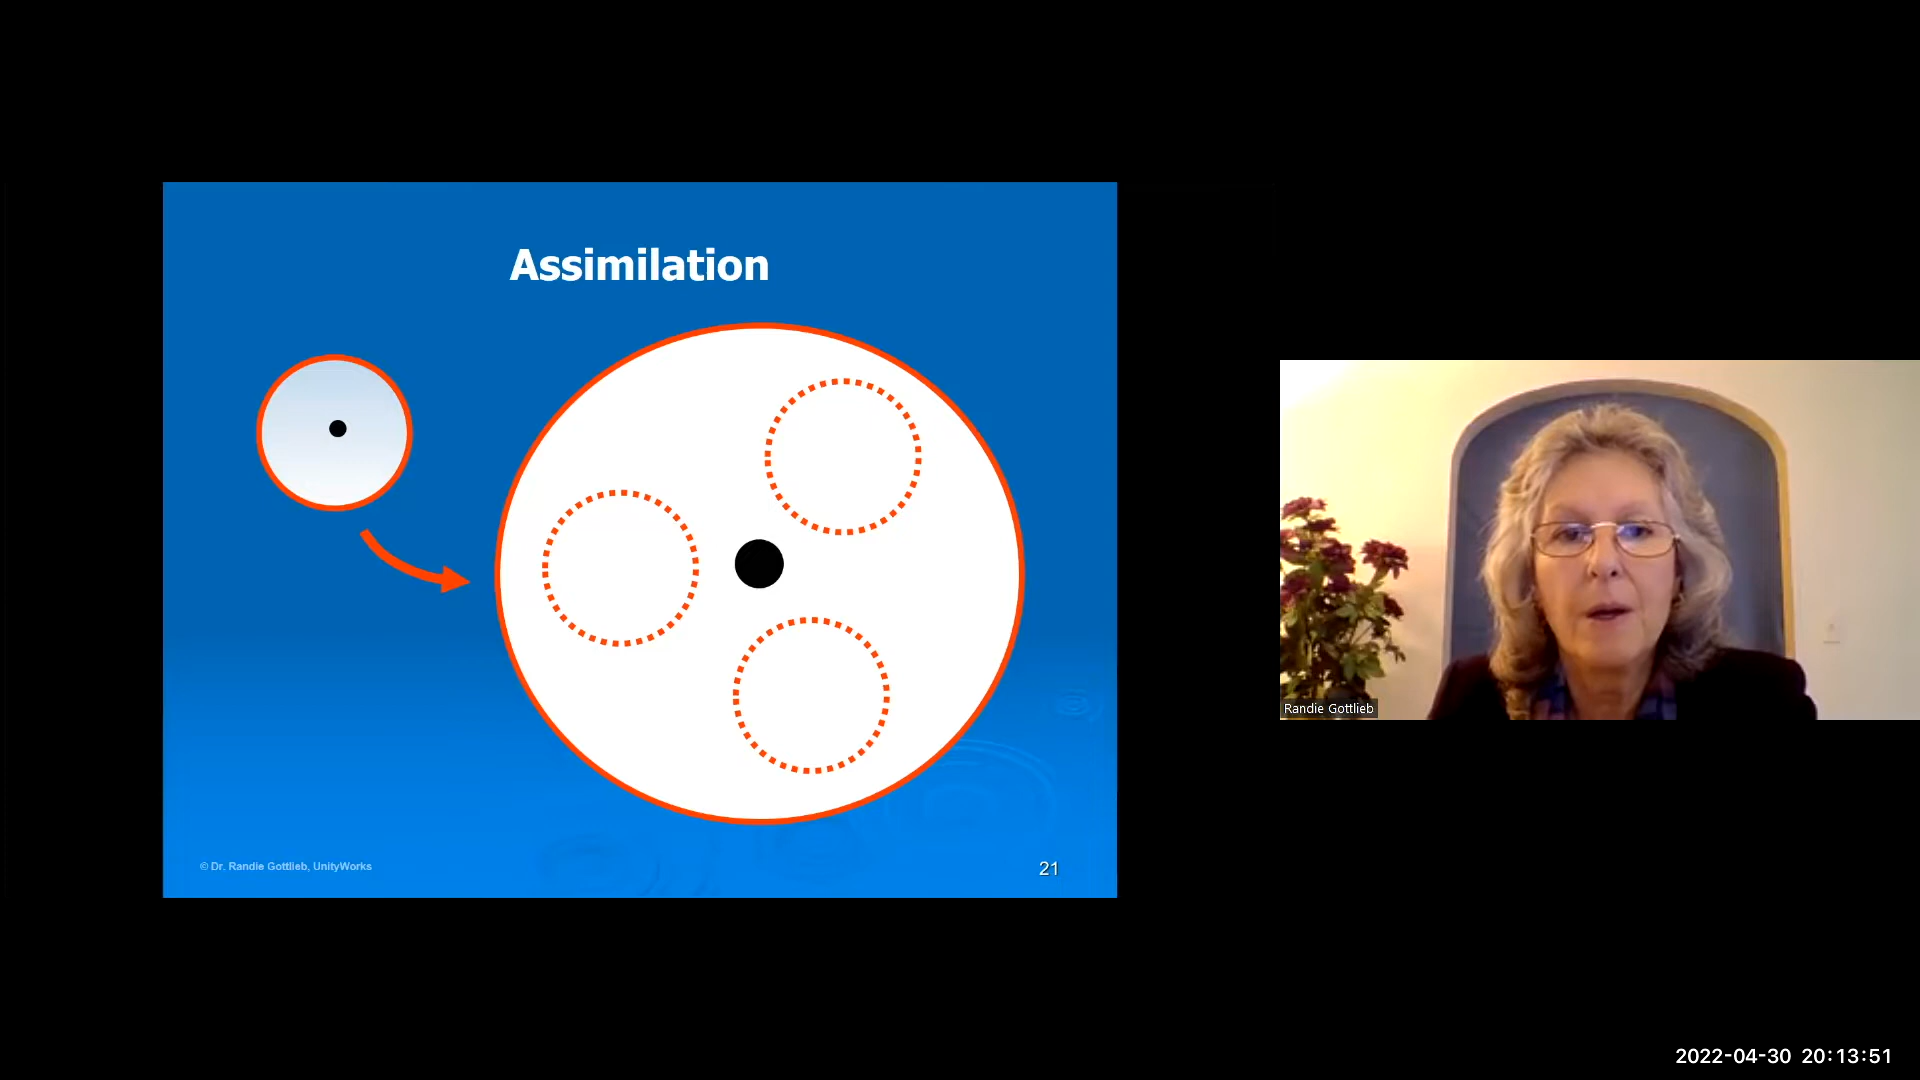 Assimilation
© Dr. Randie Gottlieb, UnityWorks
21
Randie Gottlieb
2022-04-30 20:13:51